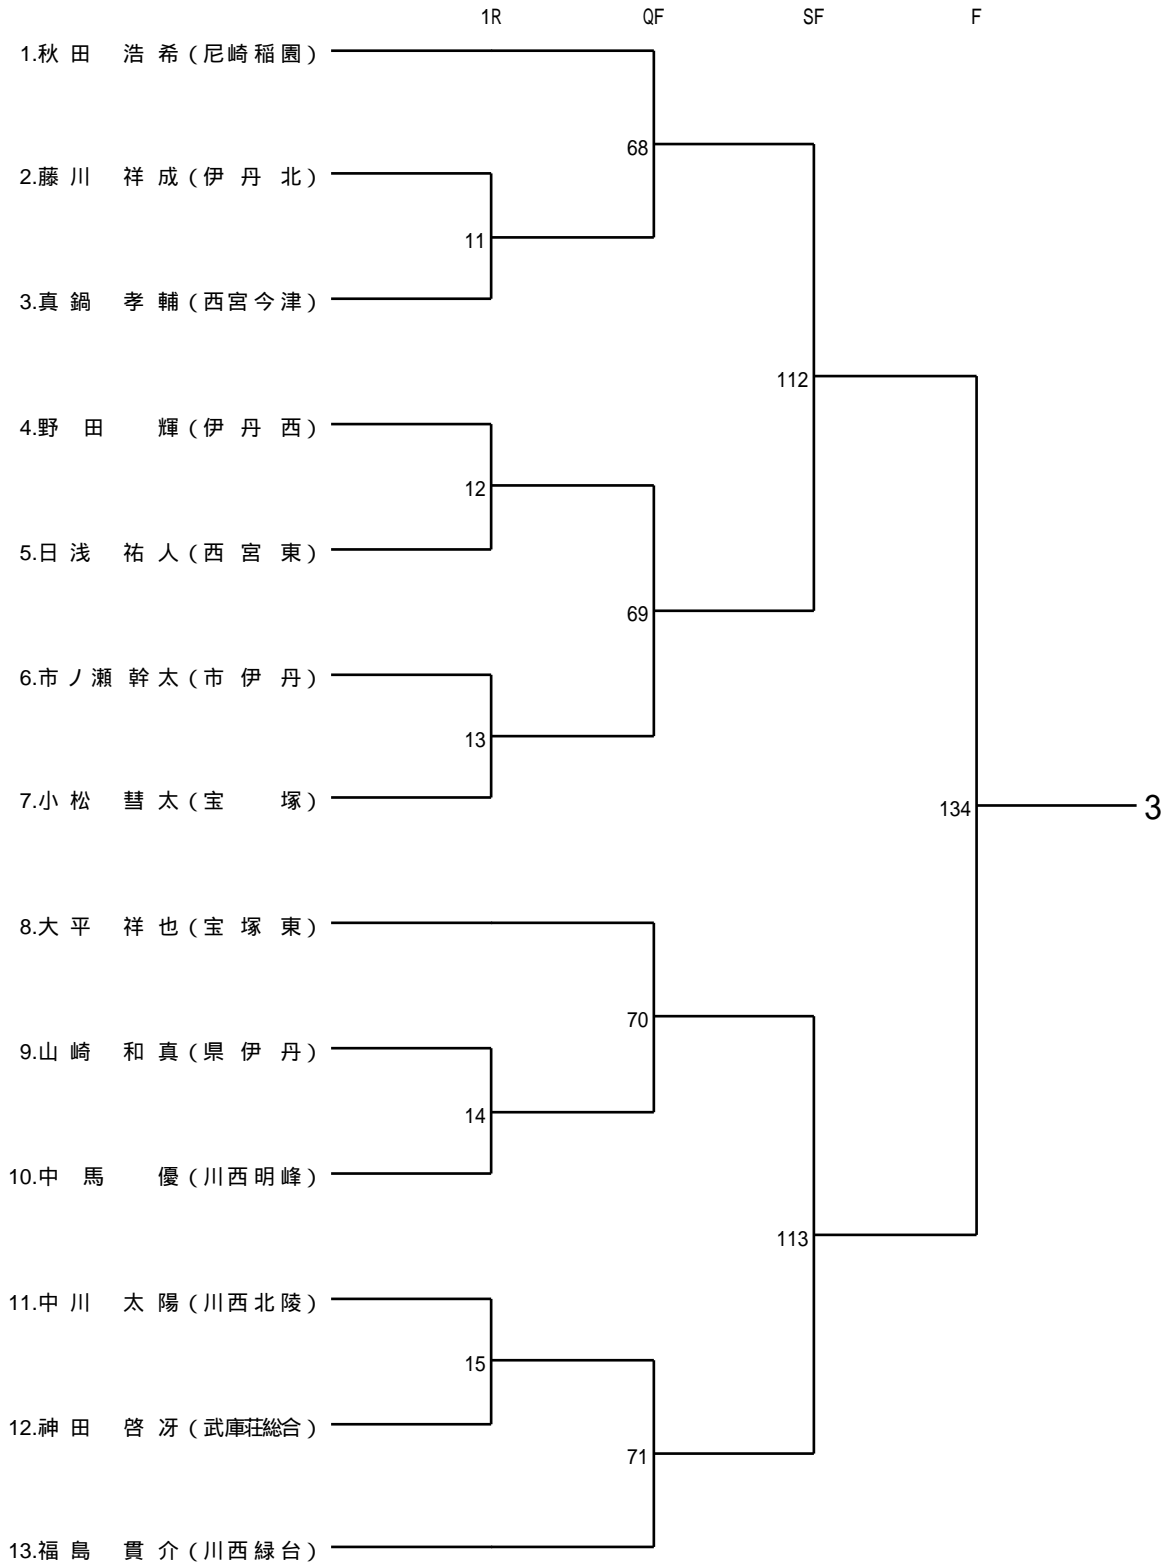 1R QF SF F
1.秋田 浩希(尼崎稲園)
68
2.藤川 祥成(伊丹北)
11
3.真鍋 孝輔(西宮今津)
112
4.野田 輝(伊丹西)
12
5.日浅 祐人(西宮東)
69
6.市ノ瀬 幹太(市伊丹)
13
7.小松 彗太(宝塚)
134 3
8.大平 祥也(宝塚東)
70
9.山崎 和真(県伊丹)
14
10.中馬 優(川西明峰)
113
11.中川 太陽(川西北陵)
15
12.神田 啓冴(武庫荘総合)
71
13.福島 貫介(川西緑台)